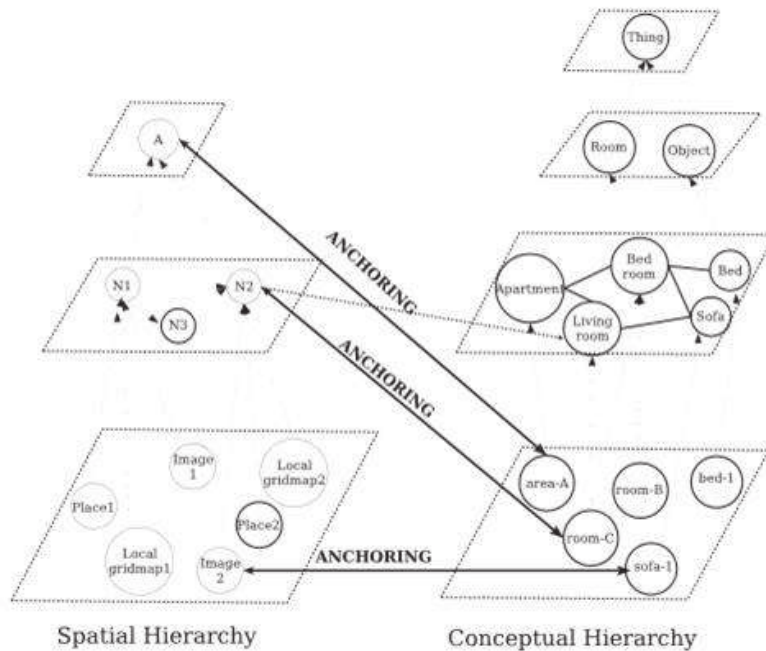 Thing
A
Room
Object
ANCHORING
N1
N2
N3
Apartment
Bed
room
Bed
Living
room
Sofa
ANCHORING
Image
1
Local
gridmap2
Place1
Place2
Local
gridmap1
Image
2
ANCHORING
area-A
room-B
bed-1
room-C
sofa-1
Spatial Hierarchy
Conceptual Hierarchy